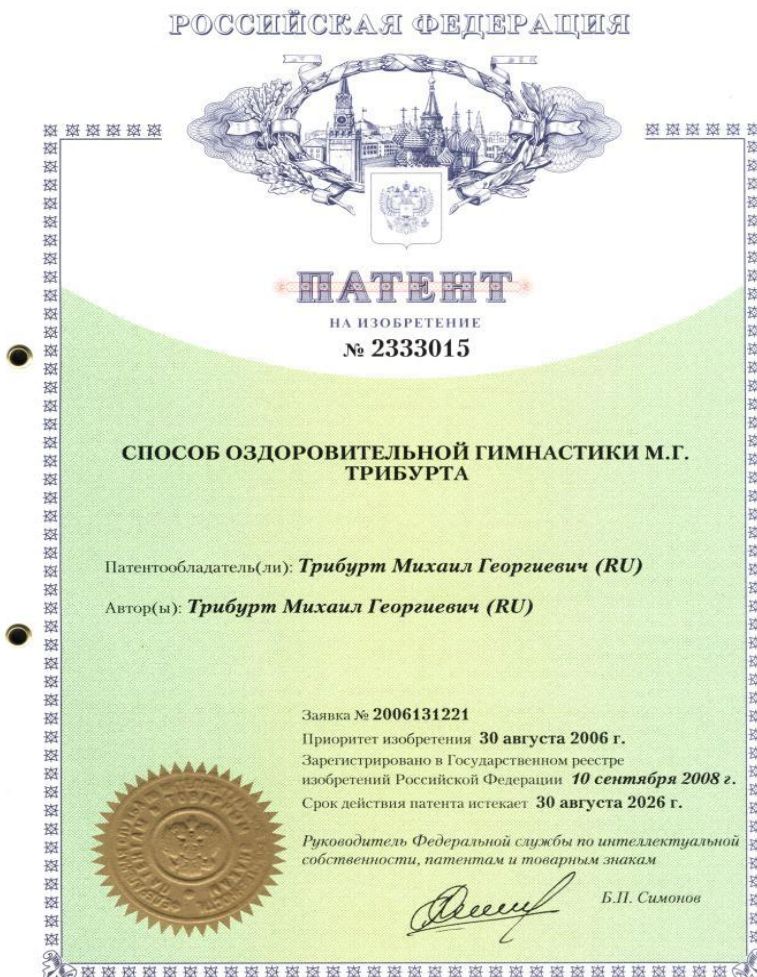 РОССИЙСКАЯ ФЕДЕРАЦИЯ
ПАТЕНТ
НА ИЗОБРЕТЕНИЕ
№ 2333015
СПОСОБ ОЗДОРОВИТЕЛЬНОЙ ГИМНАСТИКИ М.Г.
ТРИБУРТА
Патентообладатель(ли): Трибурт Михаил Георгиевич (RU)
Автор(ы): Трибурт Михаил Георгиевич (RU)
Заявка № 2006131221
Приоритет изобретения 30 августа 2006 г.
Зарегистрировано в Государственном реестре
изобретений Российской Федерации 10 сентября 2008 г.
Срок действия патента истекает 30 августа 2026 г.
Руководитель Федеральной службы по интеллектуальной
собственности, патентам и товарным знакам
Б.П. Симонов